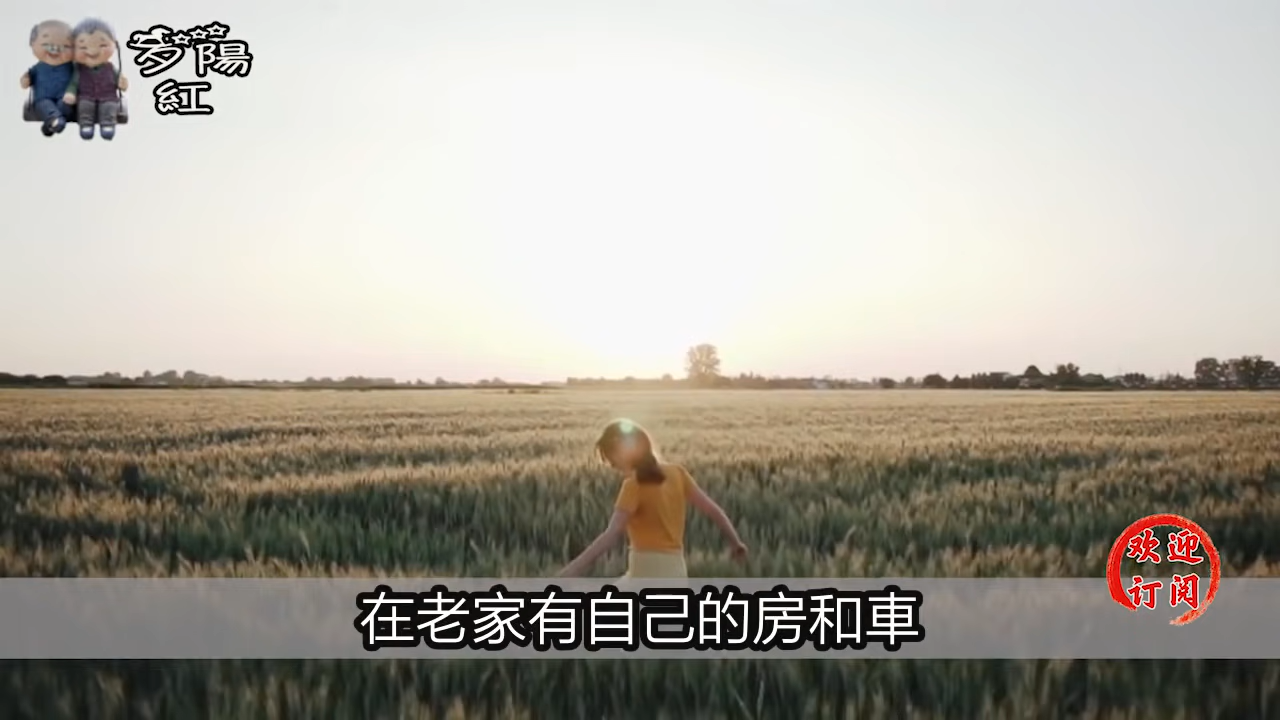 夕陽
紅
欢迎
订阅
在老家有自己的房和車